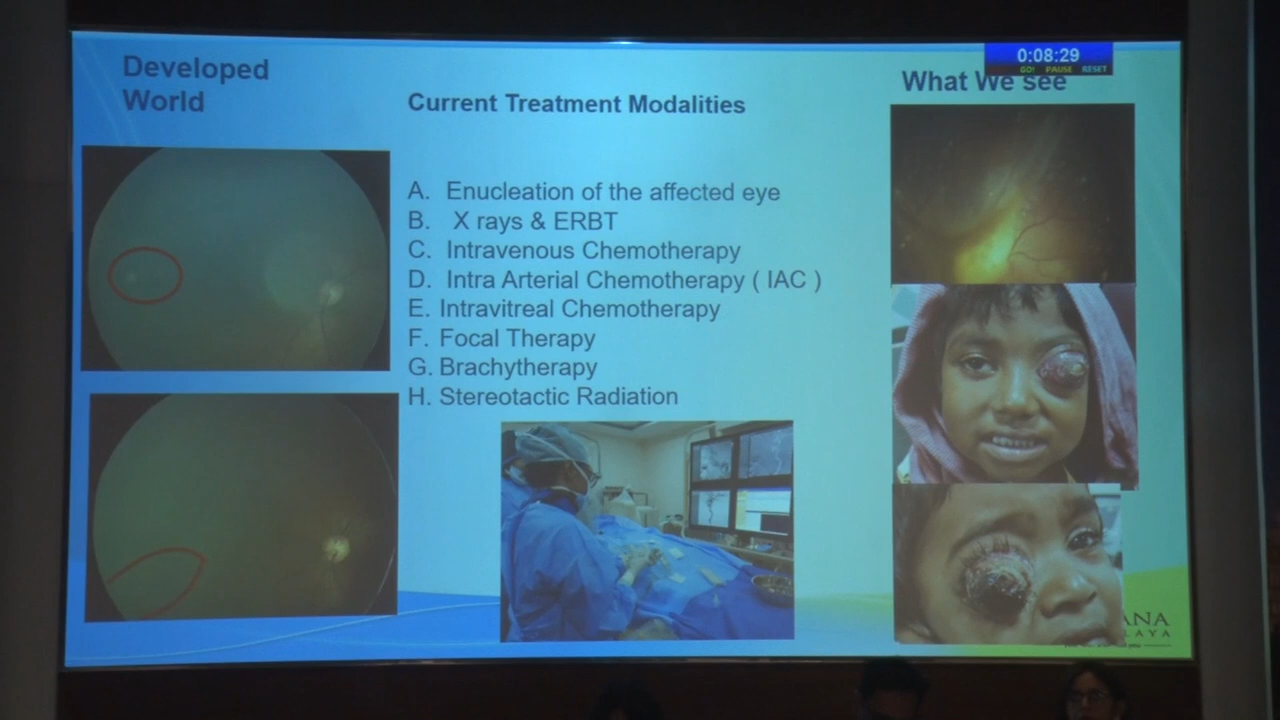 Developed
World
Current Treatment Modalities
A. Enucleation of the affected eye
B. X rays & ERBT
C. Intravenous Chemotherapy
D. Intra Arterial Chemotherapy ( IAC )
E. Intravitreal Chemotherapy
F. Focal Therapy
G. Brachytherapy
H. Stereotactic Radiation
0:08:29
GO! PAUSE RESET
What We see
ANA
LAYA